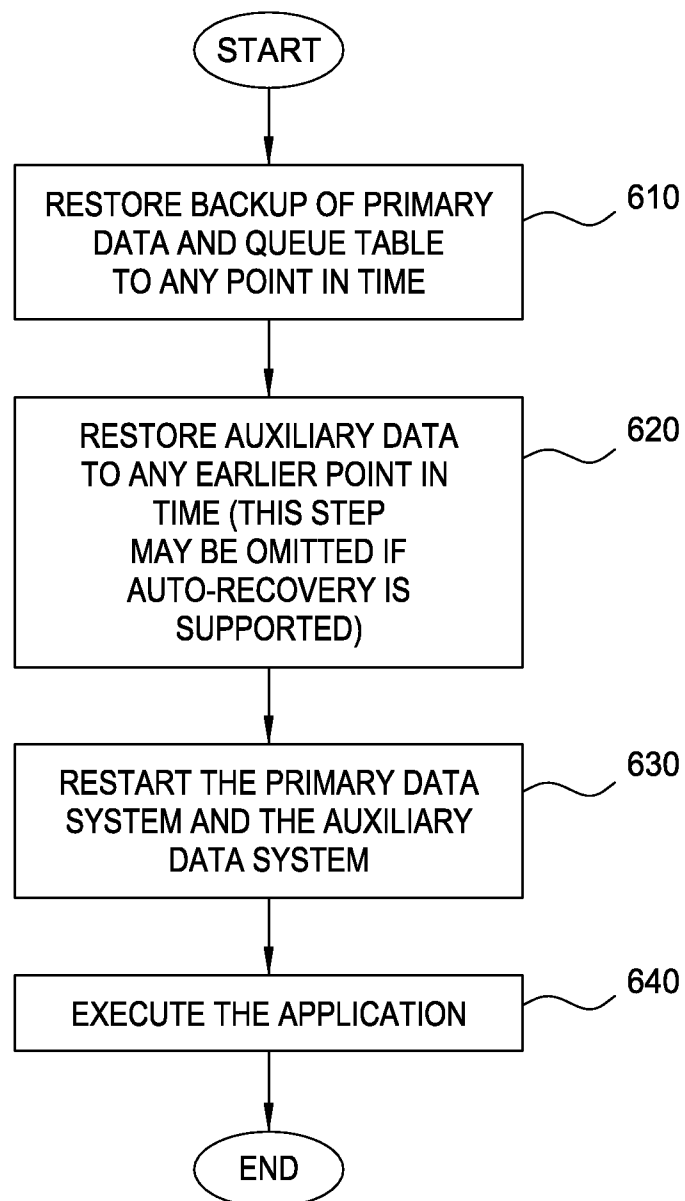 START
RESTORE BACKUP OF PRIMARY
DATA AND QUEUE TABLE
TO ANY POINT IN TIME
610
RESTORE AUXILIARY DATA
TO ANY EARLIER POINT IN
TIME (THIS STEP
MAY BE OMITTED IF
AUTO-RECOVERY IS
SUPPORTED)
620
RESTART THE PRIMARY DATA
SYSTEM AND THE AUXILIARY
DATA SYSTEM
630
EXECUTE THE APPLICATION
640
END